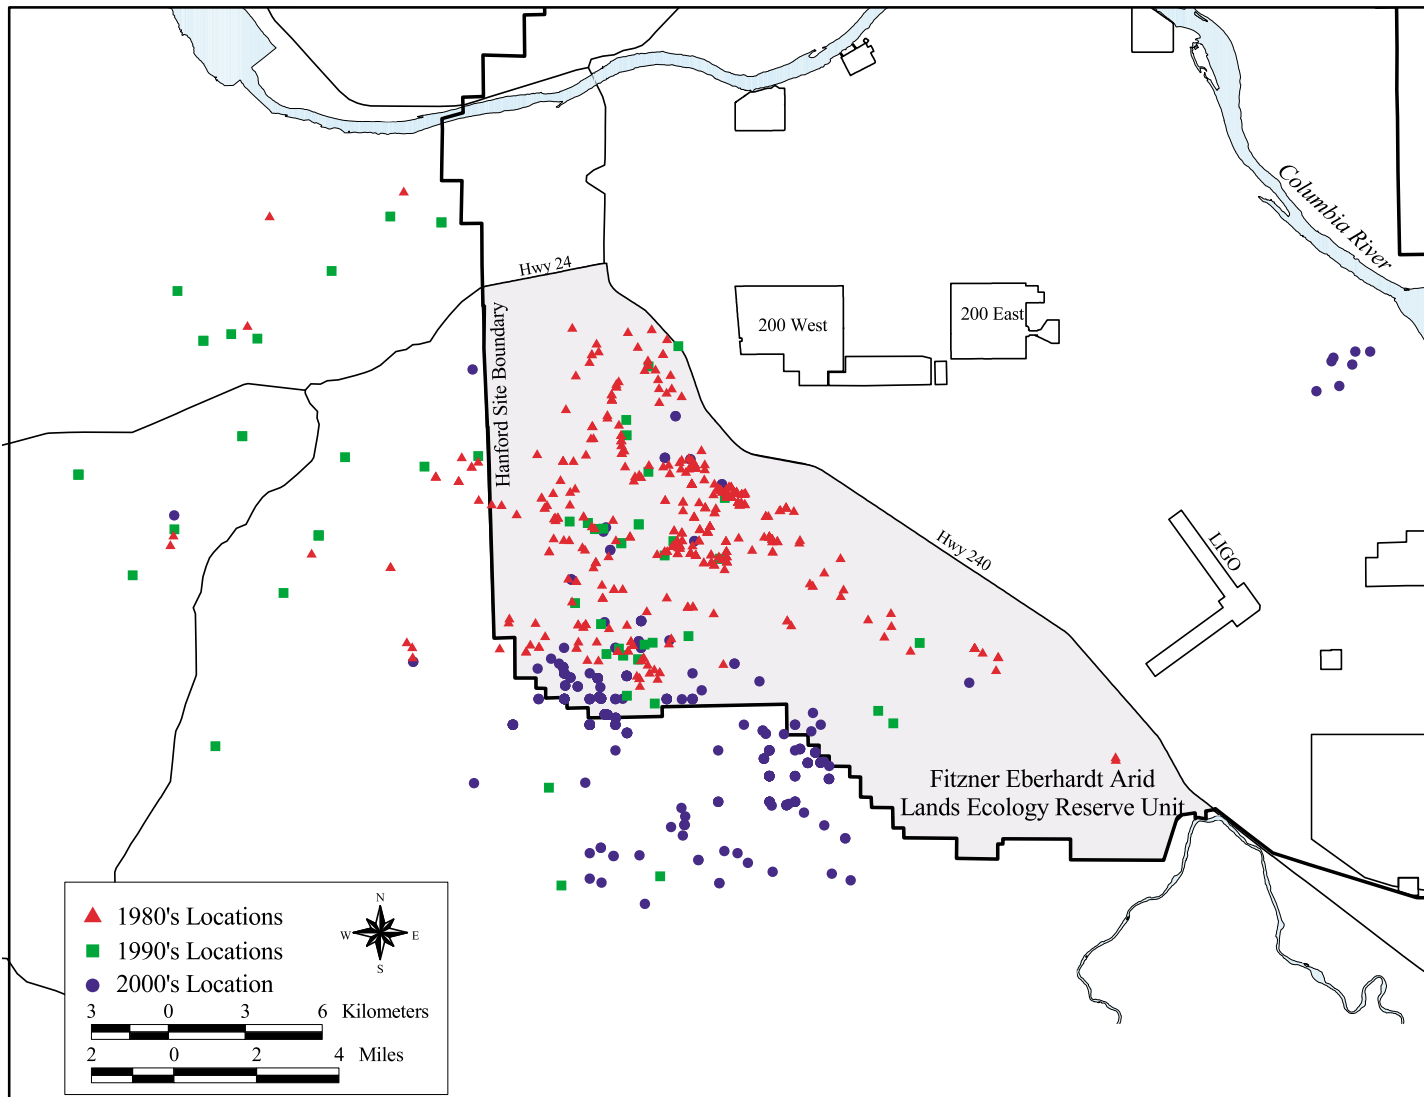 Columbia River
Hwy 24
Hanford Site Boundary
200 West
200 East
Hwy 240
LIGO
Fitzner Eberhardt Arid
Lands Ecology Reserve Unit
1980's Locations
1990's Locations
2000's Location
N
W E
S
3 0 3 6 Kilometers
2 0 2 4 Miles